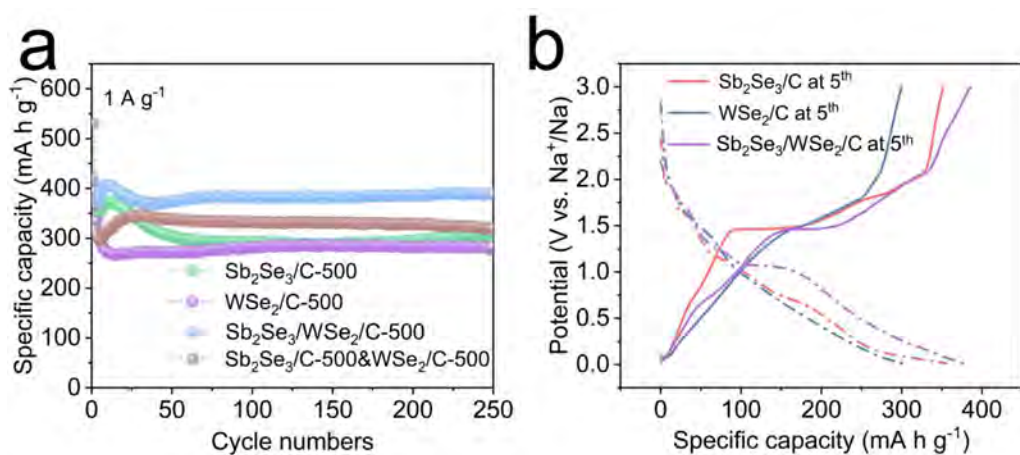 a
1 A g⁻¹
Specific capacity (mA h g⁻¹)
600
500
400
300
200
100
0
Sb₂Se₃/C-500
WSe₂/C-500
Sb₂Se₃/WSe₂/C-500
Sb₂Se₃/C-500&WSe₂/C-500
0 50 100 150 200 250
Cycle numbers
b
Potential (V vs. Na⁺/Na)
3.0
2.5
2.0
1.5
1.0
0.5
0.0
Sb₂Se₃/C at 5ᵗʰ
WSe₂/C at 5ᵗʰ
Sb₂Se₃/WSe₂/C at 5ᵗʰ
0 100 200 300 400
Specific capacity (mA h g⁻¹)